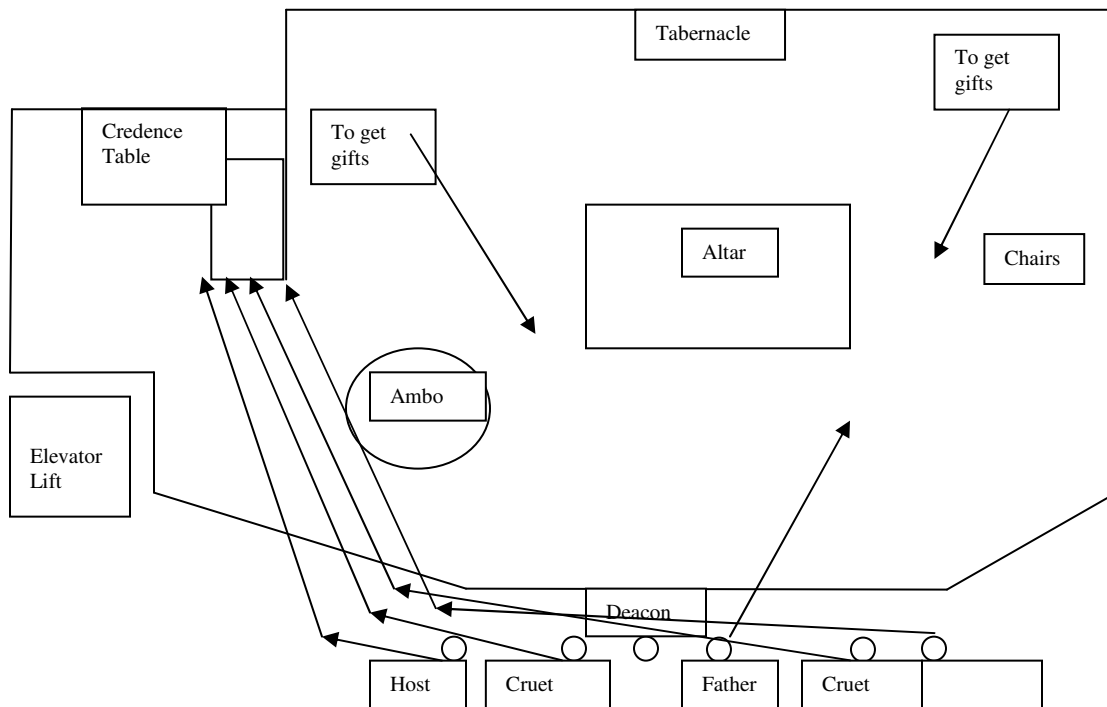 Tabernacle
To get
gifts
Credence
Table
To get
gifts
Altar
Chairs
Ambo
Elevator
Lift
Deacon
Host
Cruet
Father
Cruet